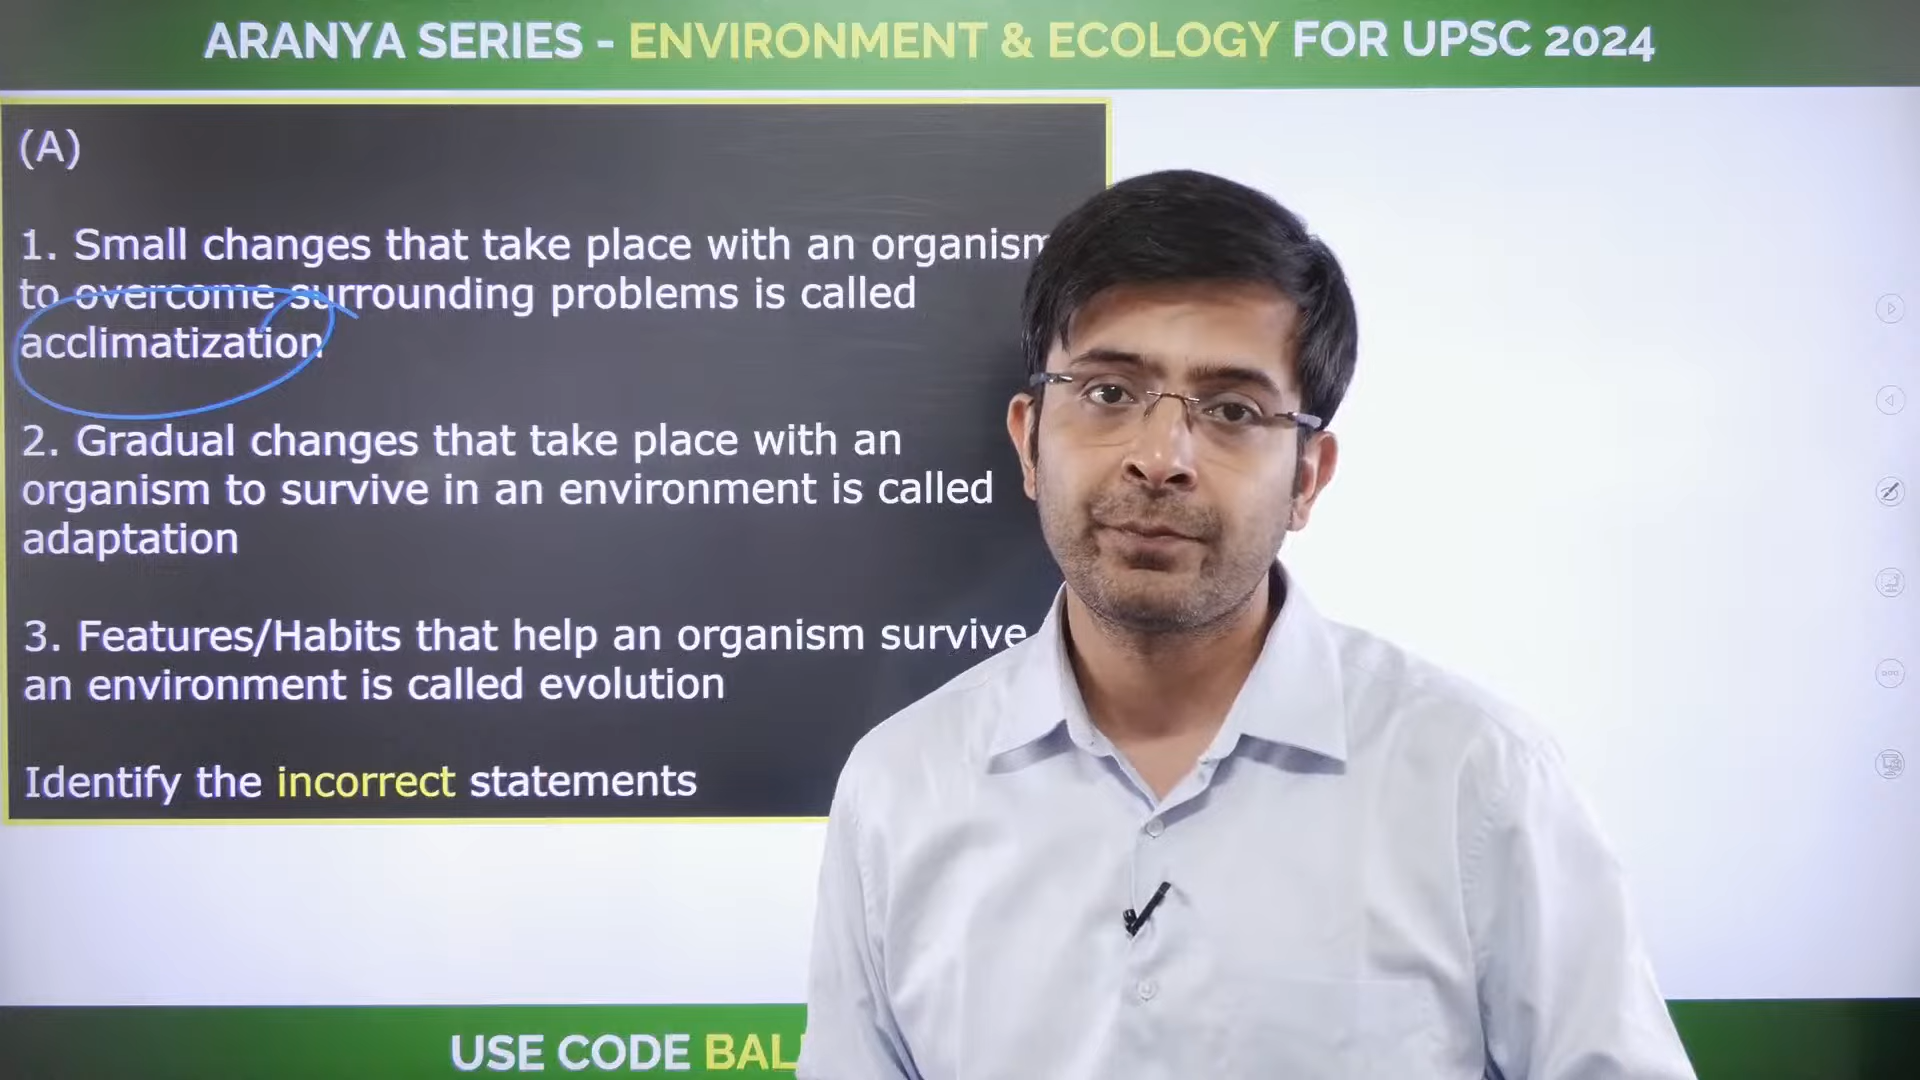 ARANYA SERIES - ENVIRONMENT & ECOLOGY FOR UPSC 2024
(A)
1. Small changes that take place with an organism
to overcome surrounding problems is called
acclimatization
2. Gradual changes that take place with an
organism to survive in an environment is called
adaptation
3. Features/Habits that help an organism survive
an environment is called evolution
Identify the incorrect statements
USE CODE